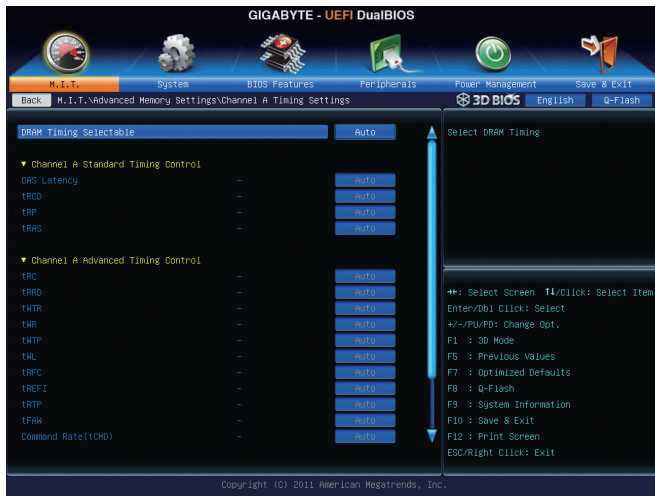 GIGABYTE - UEFI DualBIOS
M.I.T. System BIOS Features Peripherals Power Management Save & Exit
Back M.I.T.\Advanced Memory Settings\Channel A Timing Settings 3D BIOS English Q-Flash
DRAM Timing Selectable Auto
Select DRAM Timing
▼ Channel A Standard Timing Control
CAS Latency - Auto
tRCD - Auto
tRP - Auto
tRAS - Auto
▼ Channel A Advanced Timing Control
tRC - Auto
tRRD - Auto
tWTR - Auto
tWR - Auto
tWTP - Auto
tWL - Auto
tRFC - Auto
tREFI - Auto
tRTP - Auto
tFAW - Auto
Command Rate(tCMD) - Auto
→←: Select Screen ↑↓/Click: Select Item
Enter/Dbl Click: Select
+/-/PU/PD: Change Opt.
F1 : 3D Mode
F5 : Previous Values
F7 : Optimized Defaults
F8 : Q-Flash
F9 : System Information
F10 : Save & Exit
F12 : Print Screen
ESC/Right Click: Exit
Copyright (C) 2011 American Megatrends, Inc.